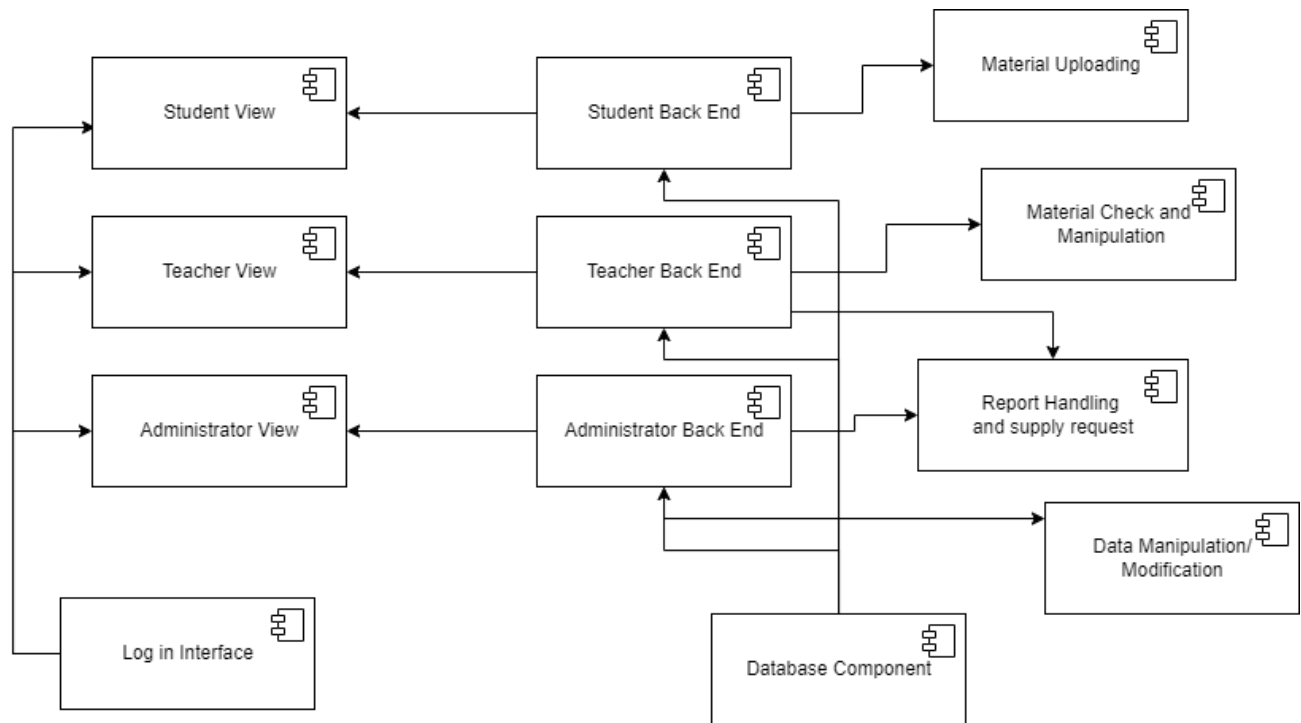 Material Uploading
Student View
Student Back End
Material Check and
Manipulation
Teacher View
Teacher Back End
Report Handling
and supply request
Administrator View
Administrator Back End
Data Manipulation/
Modification
Log in Interface
Database Component